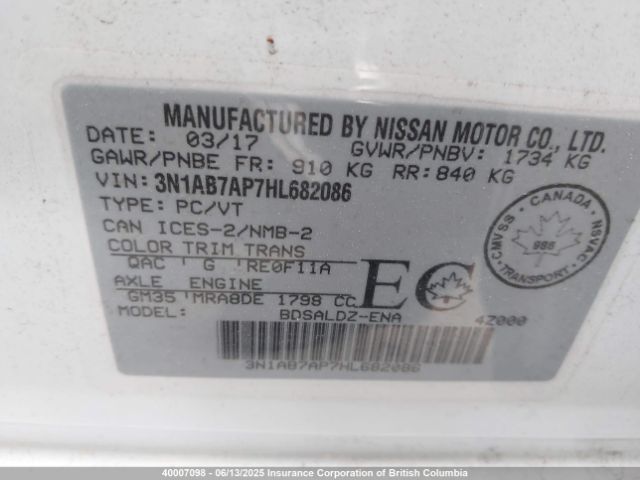 MANUFACTURED BY NISSAN MOTOR CO., LTD.
DATE: 03/17 GVWR/PNBV: 1734 KG
GAWR/PNBE FR: 910 KG RR: 840 KG
VIN: 3N1AB7AP7HL682086
TYPE: PC/VT
CAN ICES-2/NMB-2
COLOR TRIM TRANS
QAC ' G 'RE0F11A
AXLE ENGINE
GM35 'MRA8DE 1798 CC
EC
MODEL: BDSALDZ-ENA 4Z000
CANADA
CMVSS NSVAC
986
TRANSPORT
3N1AB7AP7HL682086
40007098 - 06/13/2025 Insurance Corporation of British Columbia